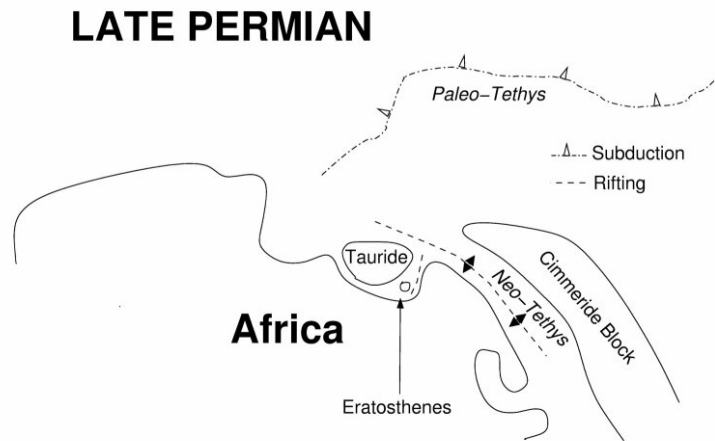 LATE PERMIAN
Paleo–Tethys
Subduction
Rifting
Tauride
Neo–Tethys
Cimmeride Block
Africa
Eratosthenes